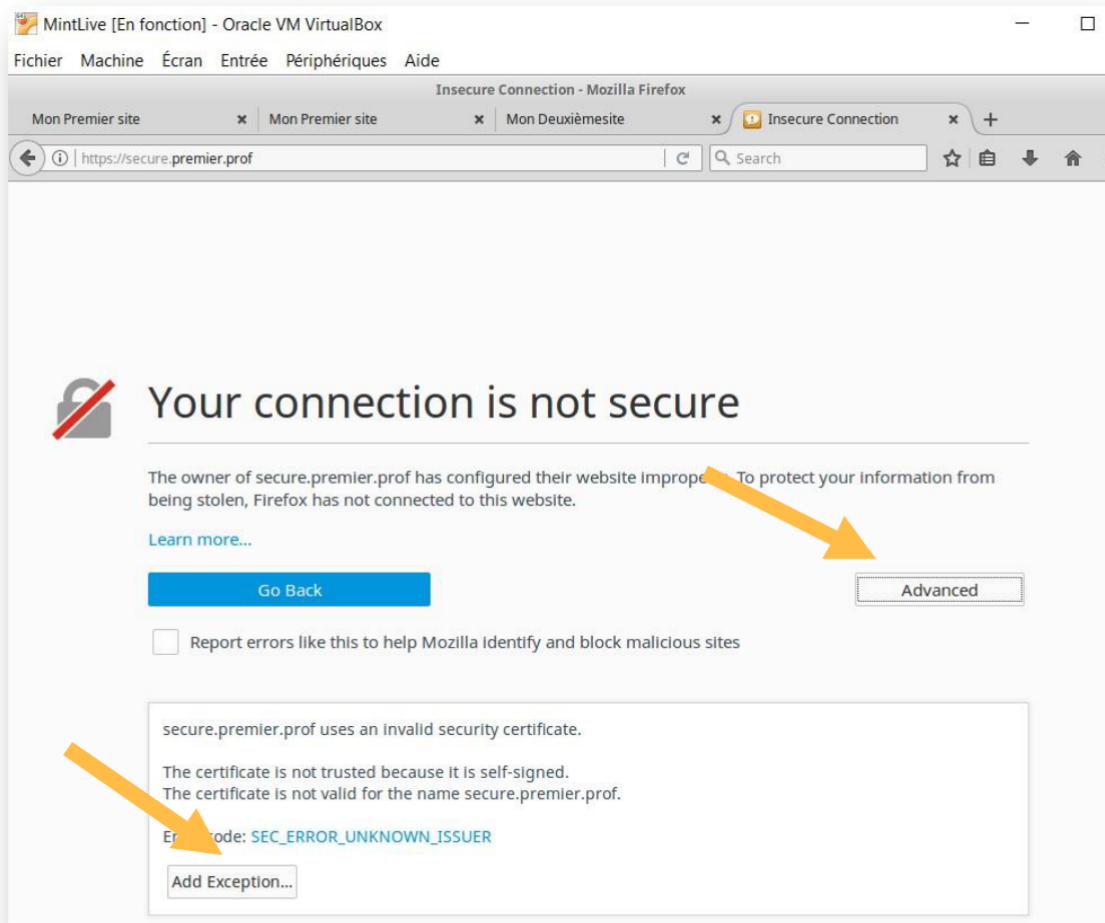 MintLive [En fonction] - Oracle VM VirtualBox
Fichier Machine Écran Entrée Périphériques Aide
Insecure Connection - Mozilla Firefox
Mon Premier site Mon Premier site Mon Deuxièmesite Insecure Connection
https://secure.premier.prof Search
Your connection is not secure
The owner of secure.premier.prof has configured their website To protect your information from
being stolen, Firefox has not connected to this website.
Learn more...
Go Back Advanced
Report errors like this to help Mozilla identify and block malicious sites
secure.premier.prof uses an invalid security certificate.
The certificate is not trusted because it is self-signed.
The certificate is not valid for the name secure.premier.prof.
SEC_ERROR_UNKNOWN_ISSUER
Add Exception...